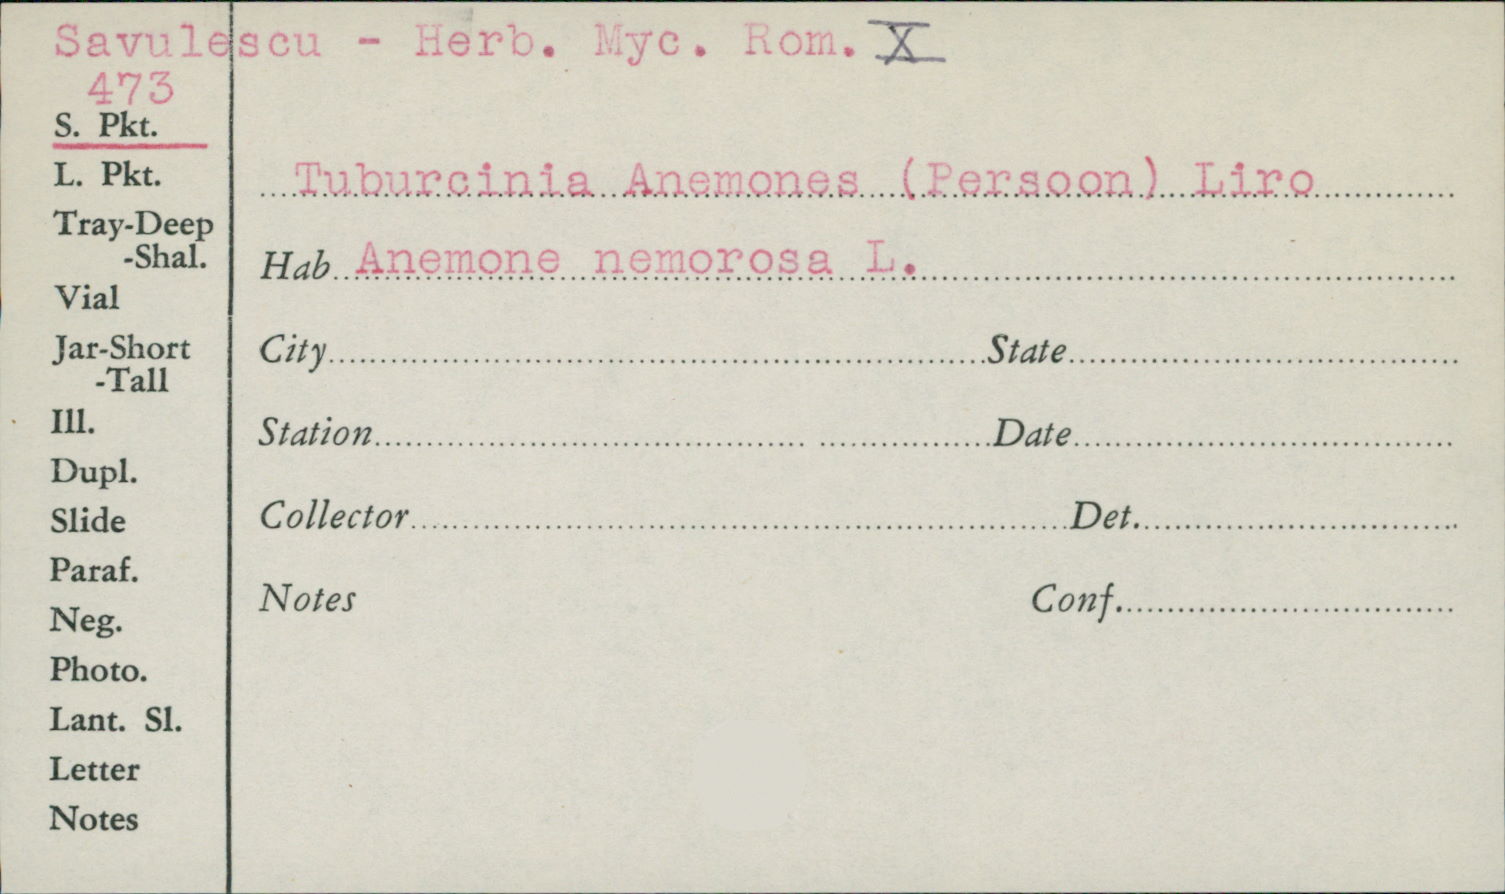 Savulescu - Herb. Myc. Rom. X
473
S. Pkt.
L. Pkt.
Tuburcinia Anemones (Persoon) Liro
Tray-Deep
-Shal.
Hab Anemone nemorosa L.
Vial
Jar-Short
-Tall
City State
Ill.
Station Date
Dupl.
Slide
Collector Det.
Paraf.
Neg.
Notes Conf.
Photo.
Lant. Sl.
Letter
Notes